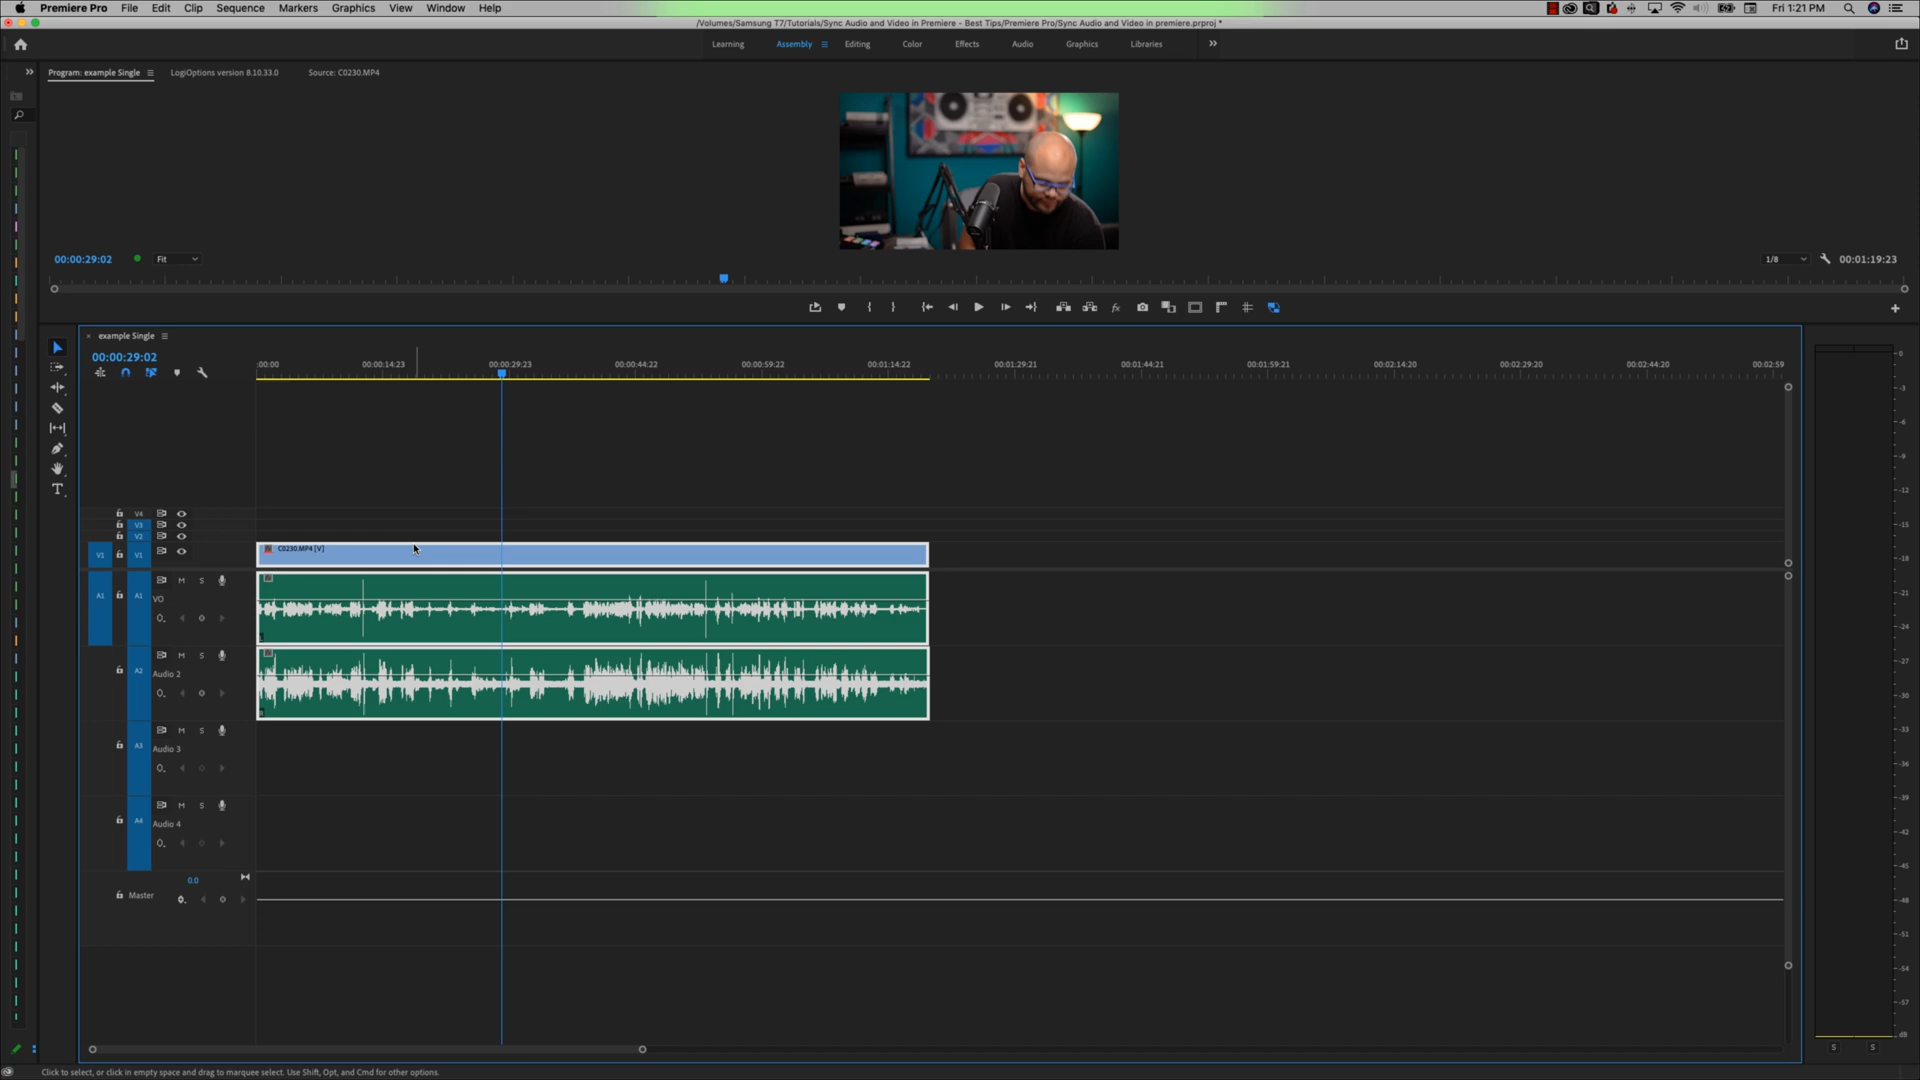 Premiere Pro File Edit Clip Sequence Markers Graphics View Window Help Fri 1:21 PM
/Volumes/Samsung T7/Tutorials/Sync Audio and Video in Premiere - Best Tips/Premiere Pro/Sync Audio and Video in premiere.prproj *
Learning Assembly Editing Color Effects Audio Graphics Libraries
Program: example Single LogiOptions version 8.10.33.0 Source: C0230.MP4
00:00:29:02 Fit 1/8 00:01:19:23
example Single
00:00:29:02
:00:00 00:00:14:23 00:00:29:23 00:00:44:22 00:00:59:22 00:01:14:22 00:01:29:21 00:01:44:21 00:01:59:21 00:02:14:20 00:02:29:20 00:02:44:20 00:02:59
V4
V3
V2
V1 V1 C0230.MP4 [V]
A1 A1 M S
VO
A2 M S
Audio 2
A3 M S
Audio 3
A4 M S
Audio 4
0.0
Master
0
-3
-6
-9
-12
-15
-18
-21
-24
-27
-30
-33
-36
-39
-42
-45
-48
-51
-54
-57
dB
S S
Click to select, or click in empty space and drag to marquee select. Use Shift, Opt, and Cmd for other options.